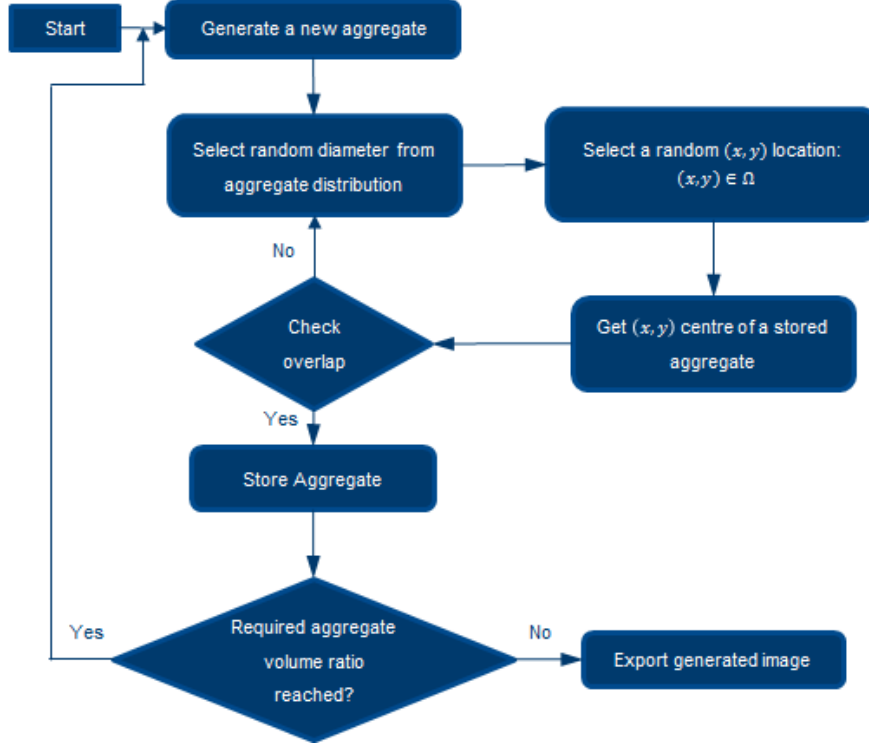 Start
Generate a new aggregate
Select random diameter from
aggregate distribution
Select a random (x, y) location:
(x,y) ∈ Ω
No
Check
overlap
Get (x, y) centre of a stored
aggregate
Yes
Store Aggregate
Yes
Required aggregate
volume ratio
reached?
No
Export generated image